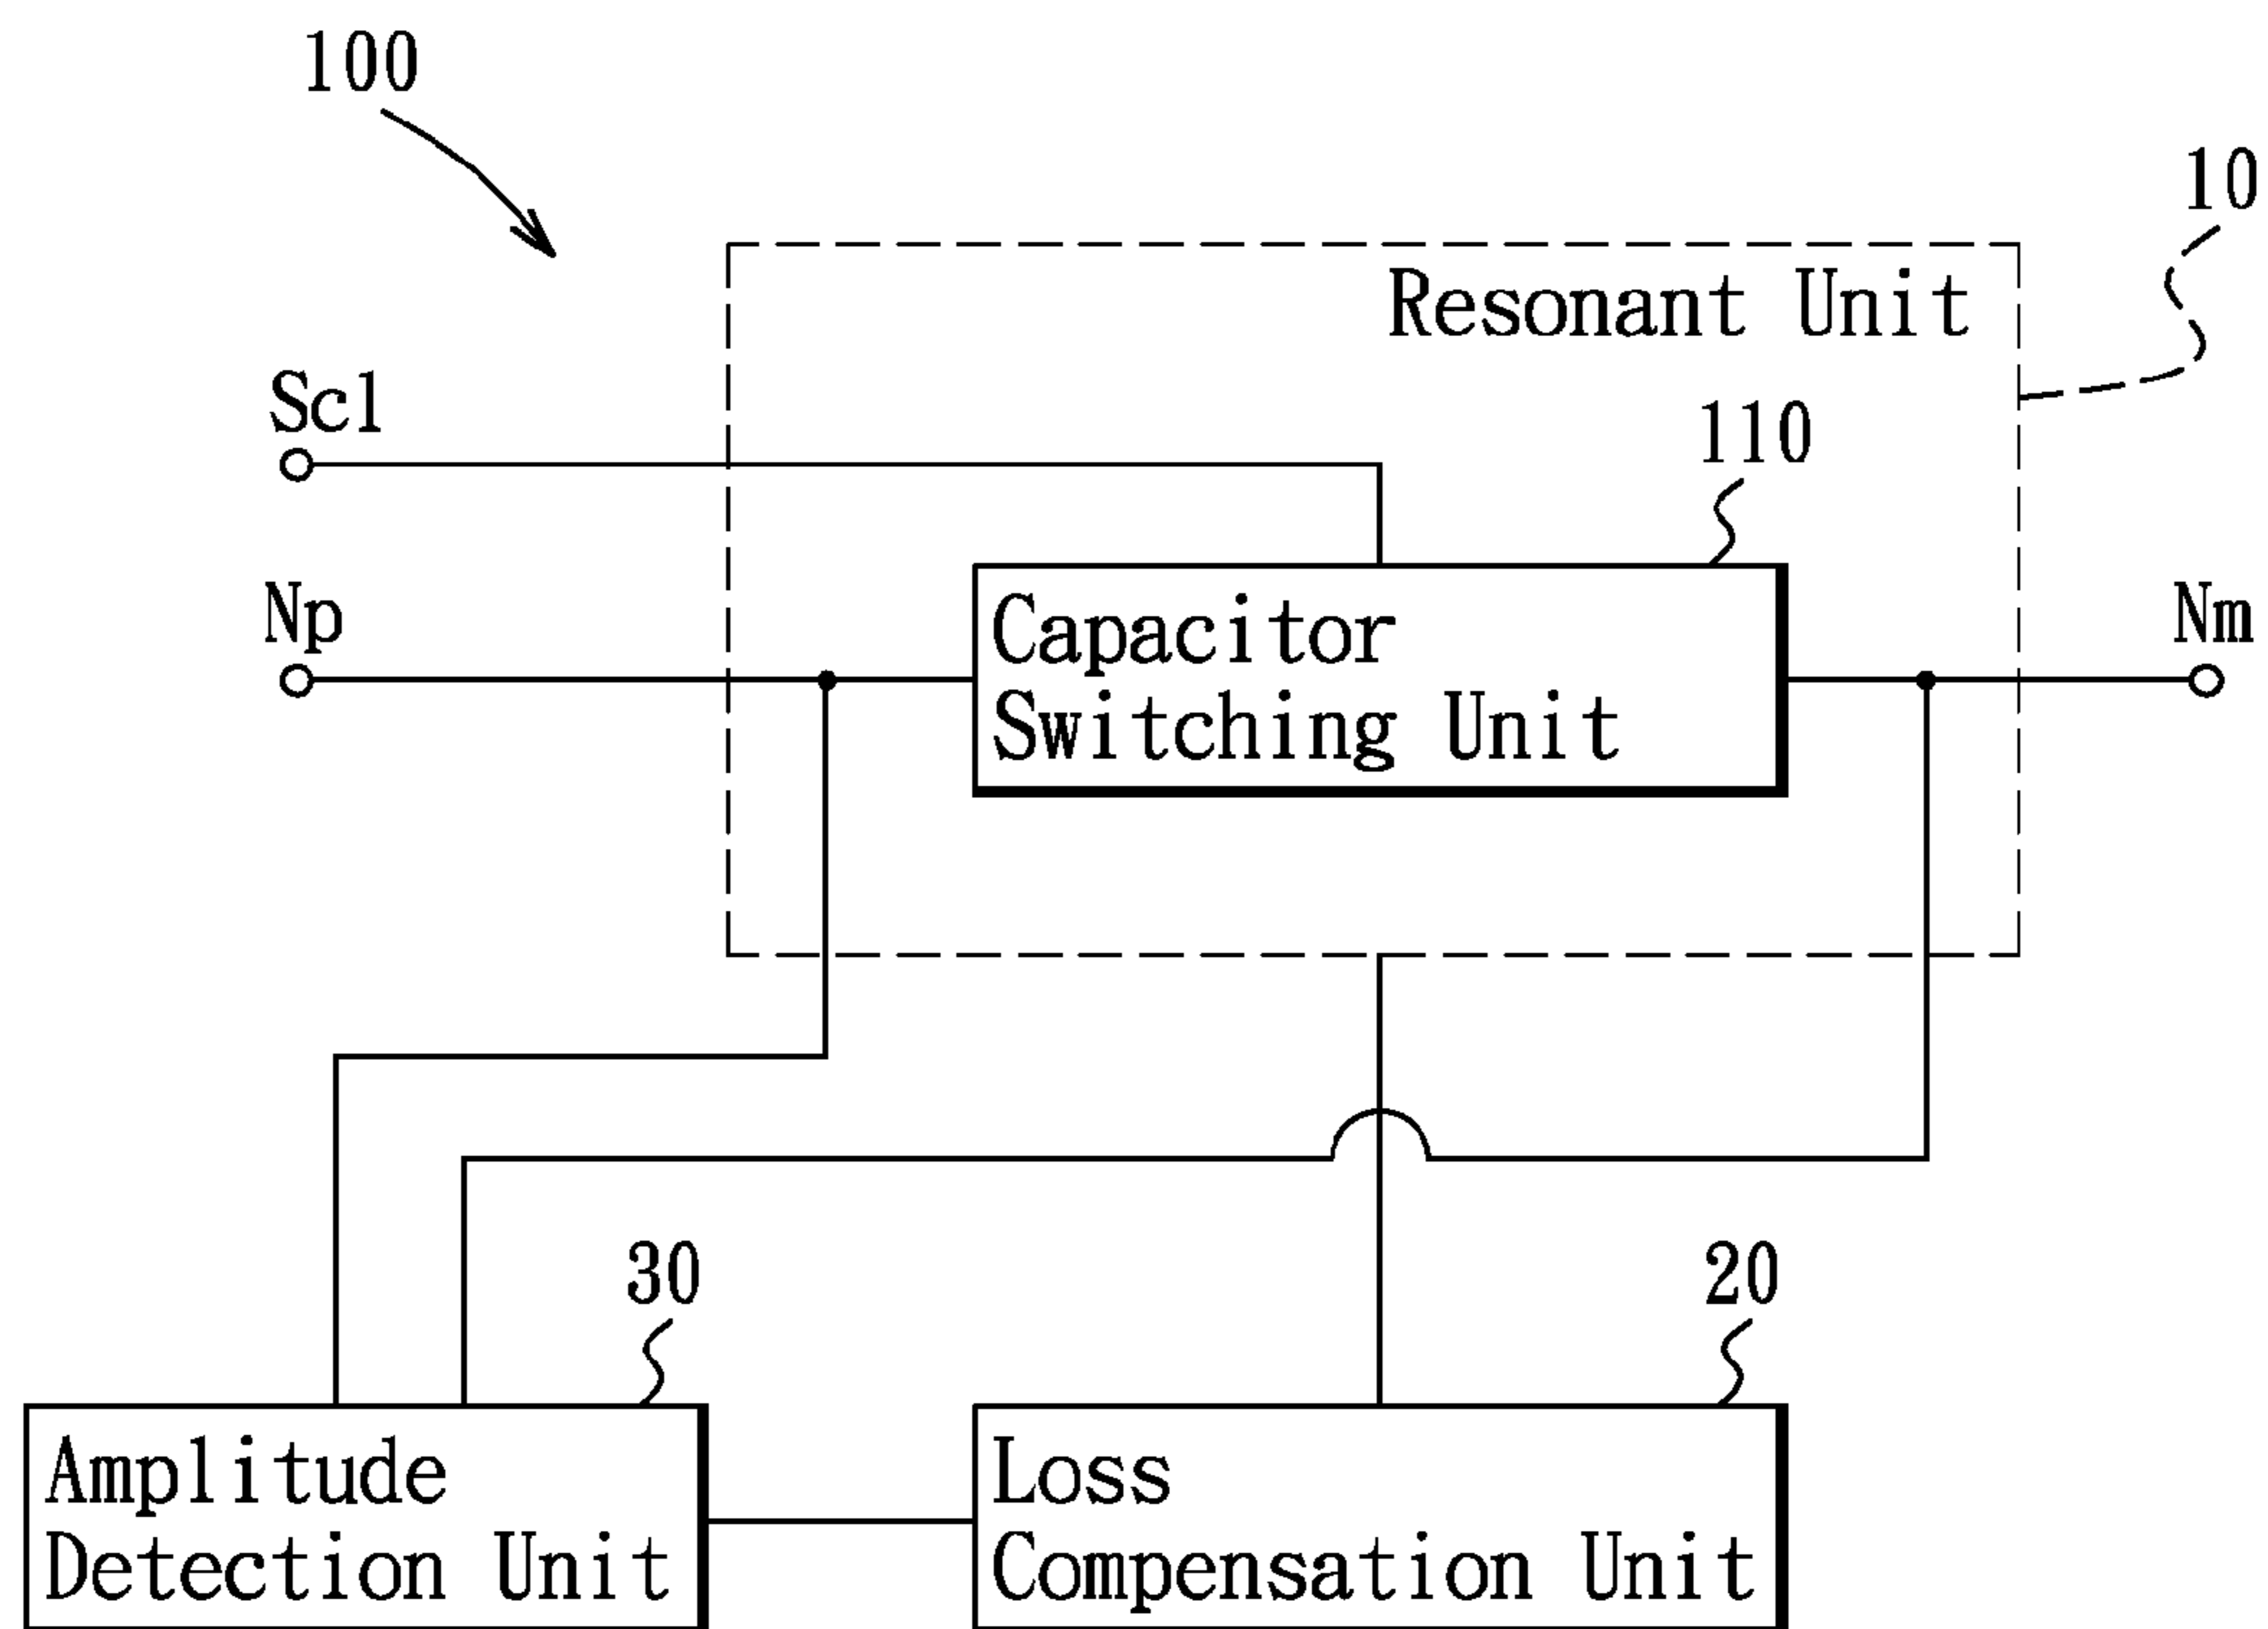 100
10
Resonant Unit
Scl
110
Np
Capacitor
Switching Unit
Nm
30
20
Amplitude
Detection Unit
Loss
Compensation Unit